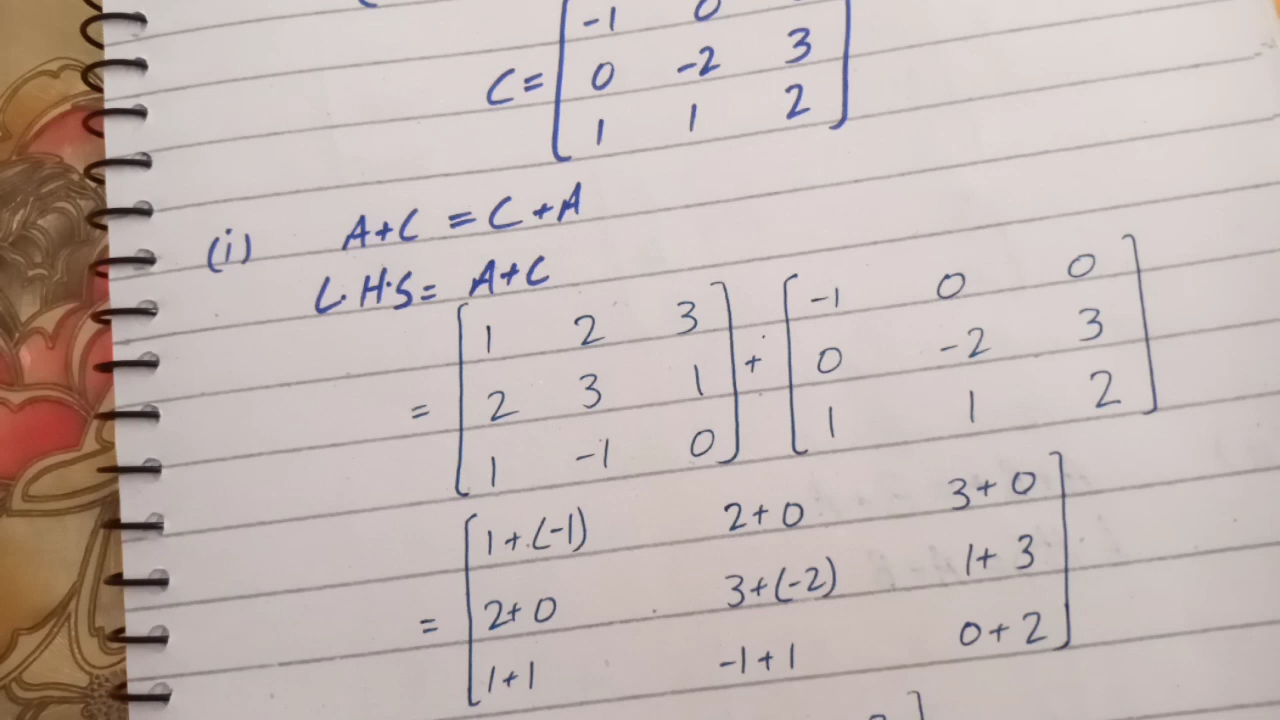 -1 0
C = 0 -2 3
1 1 2
(i) A+C = C+A
L.H.S = A+C
= [1 2 3] + [-1 0 0]
[2 3 1] [0 -2 3]
[1 -1 0] [1 1 2]
= [1+(-1) 2+0 3+0]
[2+0 3+(-2) 1+3]
[1+1 -1+1 0+2]